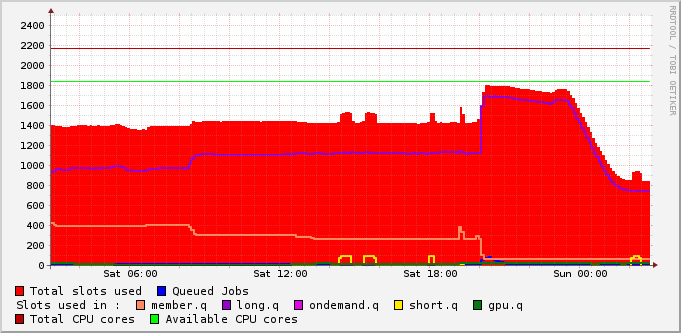 RRDTOOL / TOBI OETIKER
2400
2200
2000
1800
1600
1400
1200
1000
800
600
400
200
0
Sat 06:00 Sat 12:00 Sat 18:00 Sun 00:00
Total slots used Queued Jobs
Slots used in : member.q long.q ondemand.q short.q gpu.q
Total CPU cores Available CPU cores